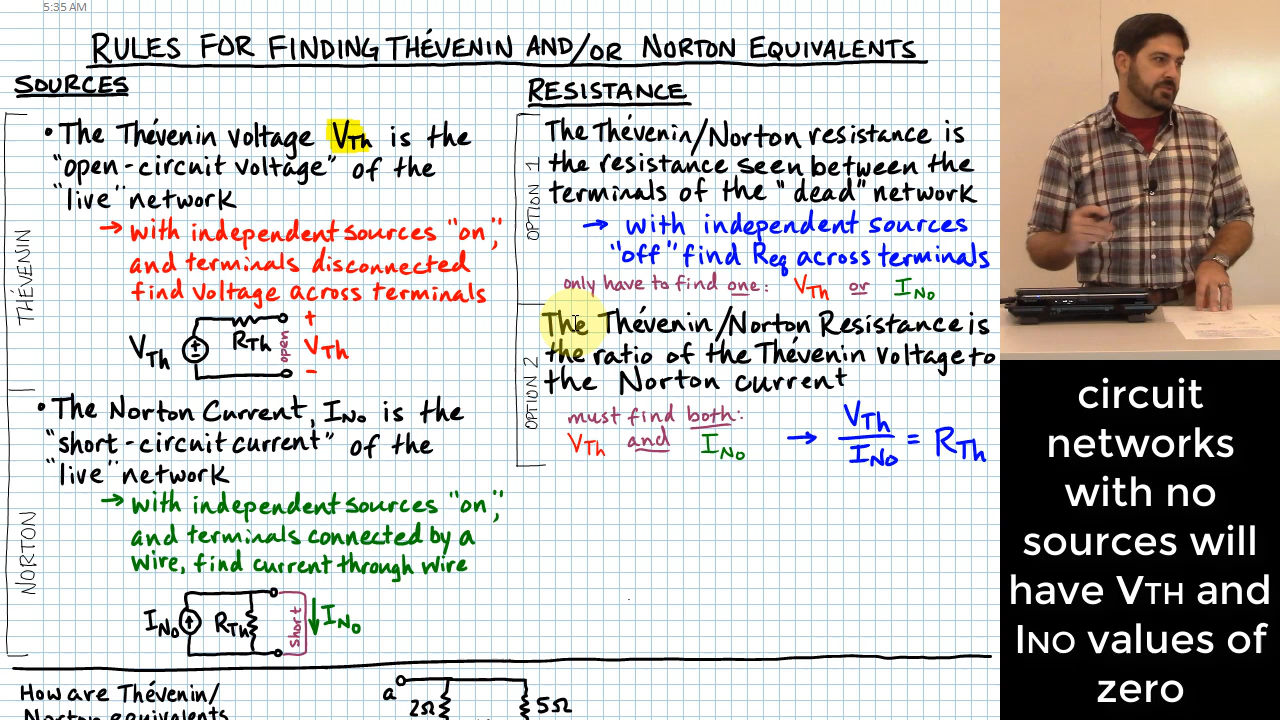 5:35 AM
RULES FOR FINDING THÉVENIN AND/OR NORTON EQUIVALENTS
SOURCES
THÉVENIN
• The Thévenin voltage VTh is the
"open-circuit voltage" of the
"live" network
→ with independent sources "on,"
and terminals disconnected
find voltage across terminals
VTh
RTh
open
+
VTh
-
NORTON
• The Norton Current, INo is the
"short-circuit current" of the
"live" network
→ with independent sources "on,"
and terminals connected by a
wire, find current through wire
INo
RTh
short
INo
RESISTANCE
OPTION 1
The Thévenin/Norton resistance is
the resistance seen between the
terminals of the "dead" network
→ with independent sources
"off" find Req across terminals
only have to find one: VTh or INo
OPTION 2
The Thévenin/Norton Resistance is
the ratio of the Thévenin Voltage to
the Norton current
must find both:
VTh and INo
→ VTh/INo = RTh
How are Thévenin/
Norton equivalents
a
2Ω
5Ω
circuit
networks
with no
sources will
have VTH and
INO values of
zero